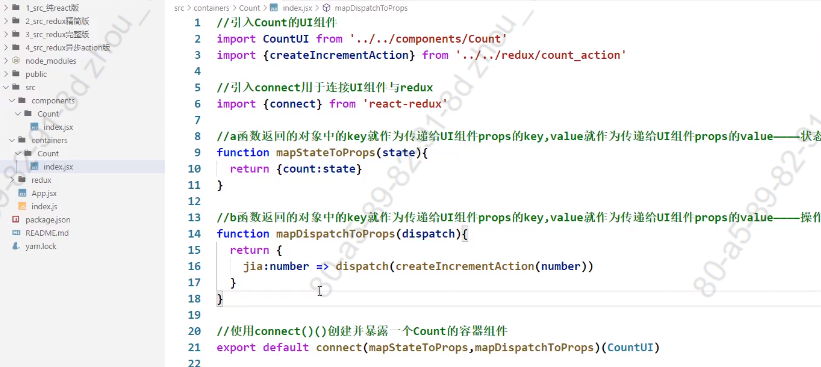 1_src_纯react版
2_src_redux精简版
3_src_redux完整版
4_src_redux异步action版
node_modules
public
src
components
Count
index.jsx
containers
Count
index.jsx
redux
App.jsx
index.js
package.json
README.md
yarn.lock
src > containers > Count > index.jsx > mapDispatchToProps
1 //引入Count的UI组件
2 import CountUI from '../../components/Count'
3 import {createIncrementAction} from '../../redux/count_action'
4
5 //引入connect用于连接UI组件与redux
6 import {connect} from 'react-redux'
7
8 //a函数返回的对象中的key就作为传递给UI组件props的key,value就作为传递给UI组件props的value——状态
9 function mapStateToProps(state){
10 return {count:state}
11 }
12
13 //b函数返回的对象中的key就作为传递给UI组件props的key,value就作为传递给UI组件props的value——操作
14 function mapDispatchToProps(dispatch){
15 return {
16 jia:number => dispatch(createIncrementAction(number))
17 }
18 }
19
20 //使用connect()()创建并暴露一个Count的容器组件
21 export default connect(mapStateToProps,mapDispatchToProps)(CountUI)
22
80-a5-89-82-91-8d zhou_